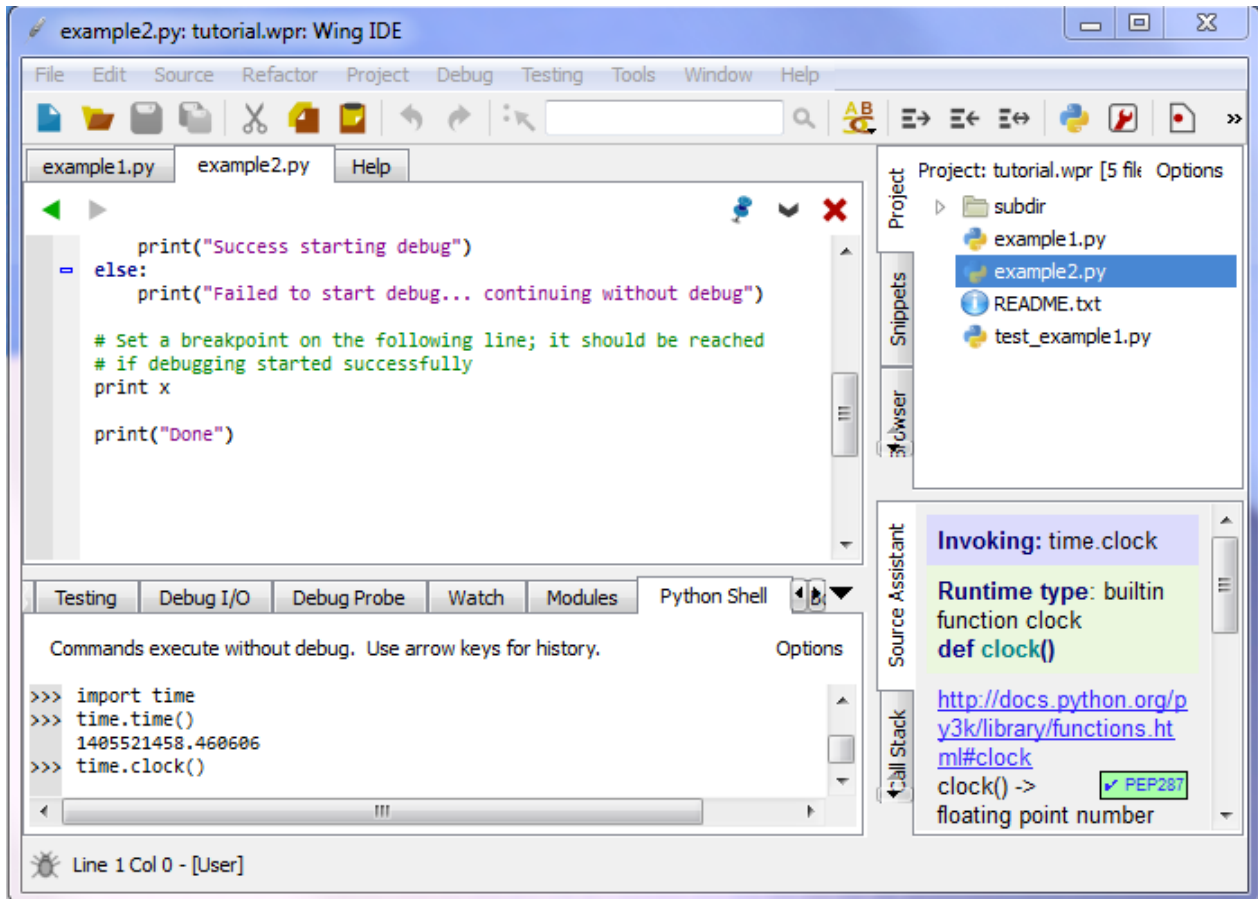 example2.py: tutorial.wpr: Wing IDE
File Edit Source Refactor Project Debug Testing Tools Window Help
example1.py example2.py Help
print("Success starting debug")
else:
print("Failed to start debug... continuing without debug")
# Set a breakpoint on the following line; it should be reached
# if debugging started successfully
print x
print("Done")
Testing Debug I/O Debug Probe Watch Modules Python Shell
Commands execute without debug. Use arrow keys for history. Options
>>> import time
>>> time.time()
1405521458.460606
>>> time.clock()
Line 1 Col 0 - [User]
Project
Snippets
Project: tutorial.wpr [5 file Options
subdir
example1.py
example2.py
README.txt
test_example1.py
Source Assistant
Call Stack
Invoking: time.clock
Runtime type: builtin
function clock
def clock()
http://docs.python.org/p
y3k/library/functions.ht
ml#clock
clock() -> ✔ PEP287
floating point number